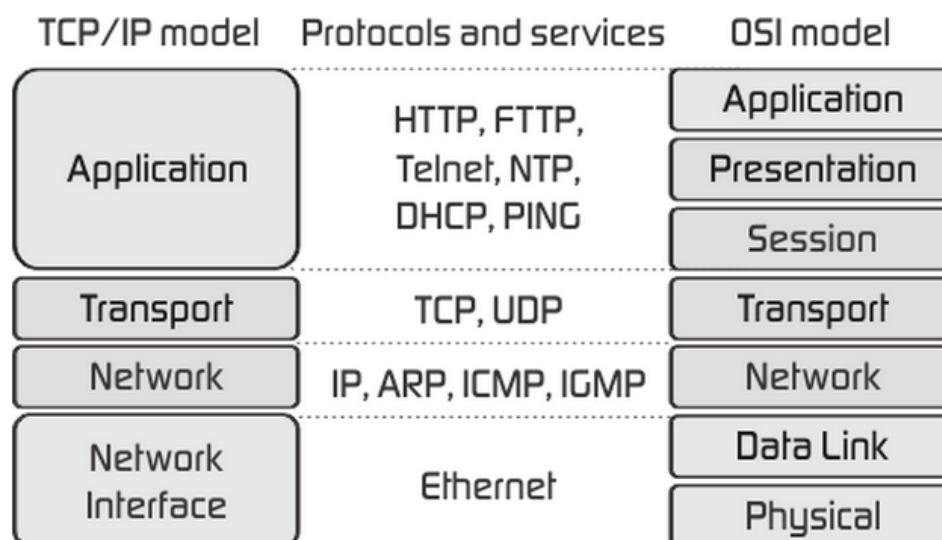 TCP/IP model Protocols and services OSI model
Application
HTTP, FTTP,
Telnet, NTP,
DHCP, PING
Application
Presentation
Session
Transport
TCP, UDP
Transport
Network
IP, ARP, ICMP, IGMP
Network
Network
Interface
Ethernet
Data Link
Physical